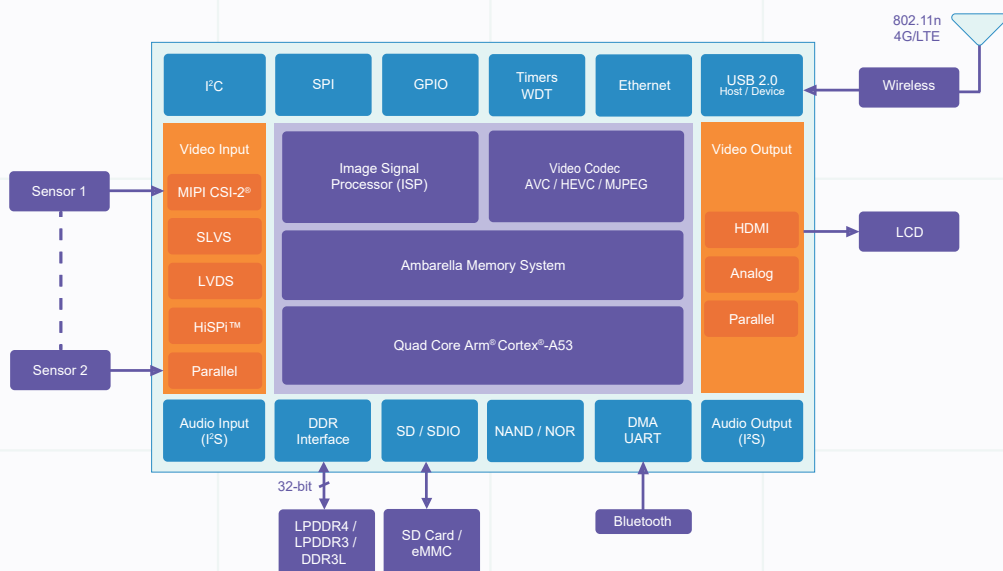 802.11n
4G/LTE
I²C
SPI
GPIO
Timers
WDT
Ethernet
USB 2.0
Host / Device
Wireless
Video Input
Image Signal
Processor (ISP)
Video Codec
AVC / HEVC / MJPEG
Video Output
Sensor 1
MIPI CSI-2®
SLVS
HDMI
LCD
Ambarella Memory System
LVDS
Analog
HiSPi™
Parallel
Quad Core Arm® Cortex®-A53
Sensor 2
Parallel
Audio Input
(I²S)
DDR
Interface
SD / SDIO
NAND / NOR
DMA
UART
Audio Output
(I²S)
32-bit
LPDDR4 /
LPDDR3 /
DDR3L
SD Card /
eMMC
Bluetooth